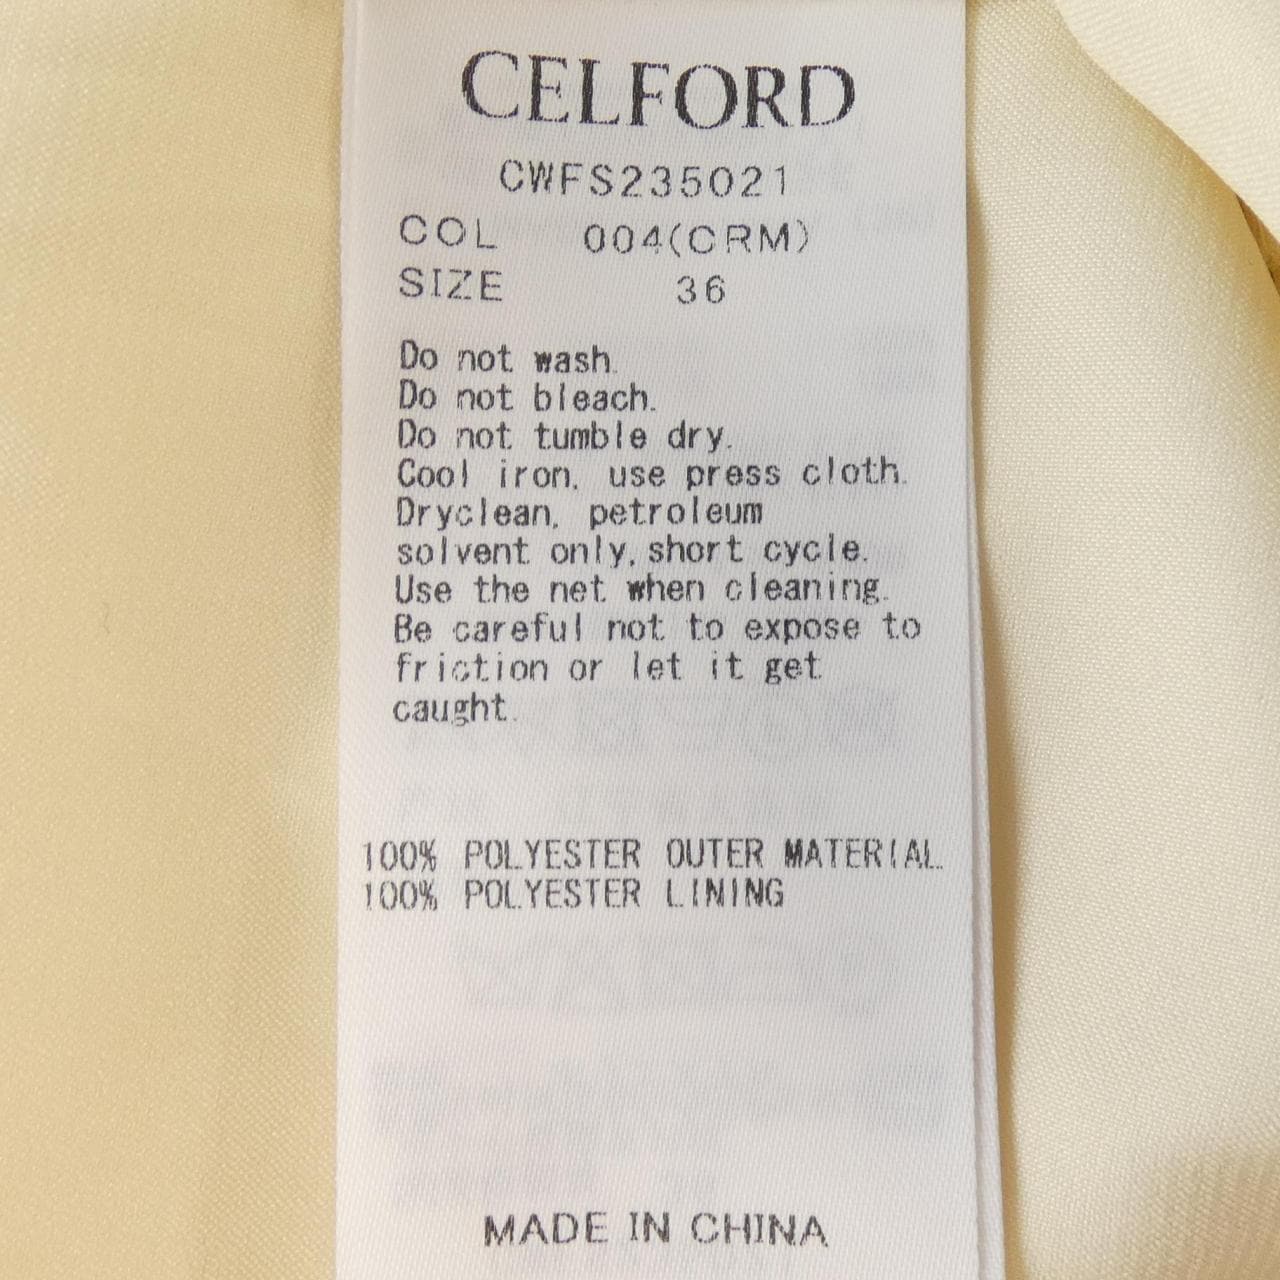 CELFORD
CWFS235021
COL 004(CRM)
SIZE 36
Do not wash.
Do not bleach.
Do not tumble dry.
Cool iron, use press cloth.
Dryclean, petroleum
solvent only, short cycle.
Use the net when cleaning.
Be careful not to expose to
friction or let it get
caught.
100% POLYESTER OUTER MATERIAL
100% POLYESTER LINING
MADE IN CHINA